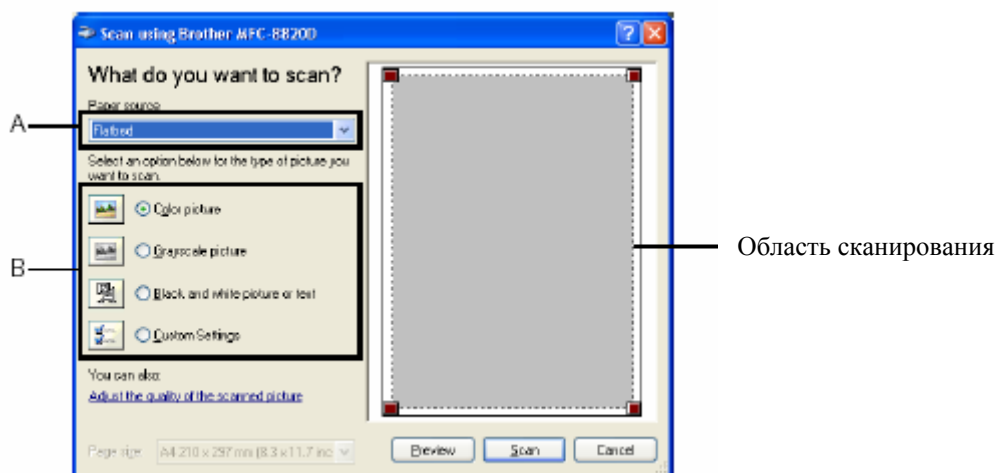 Scan using Brother MFC-8820D
What do you want to scan?
Paper source
A
Flatbed
Select an option below for the type of picture you
want to scan.
Color picture
Grayscale picture
B
Black and white picture or text
Custom Settings
You can also:
Adjust the quality of the scanned picture
Page size: A4 210 x 297 mm (8.3 x 11.7 inc
Preview
Scan
Cancel
Область сканирования